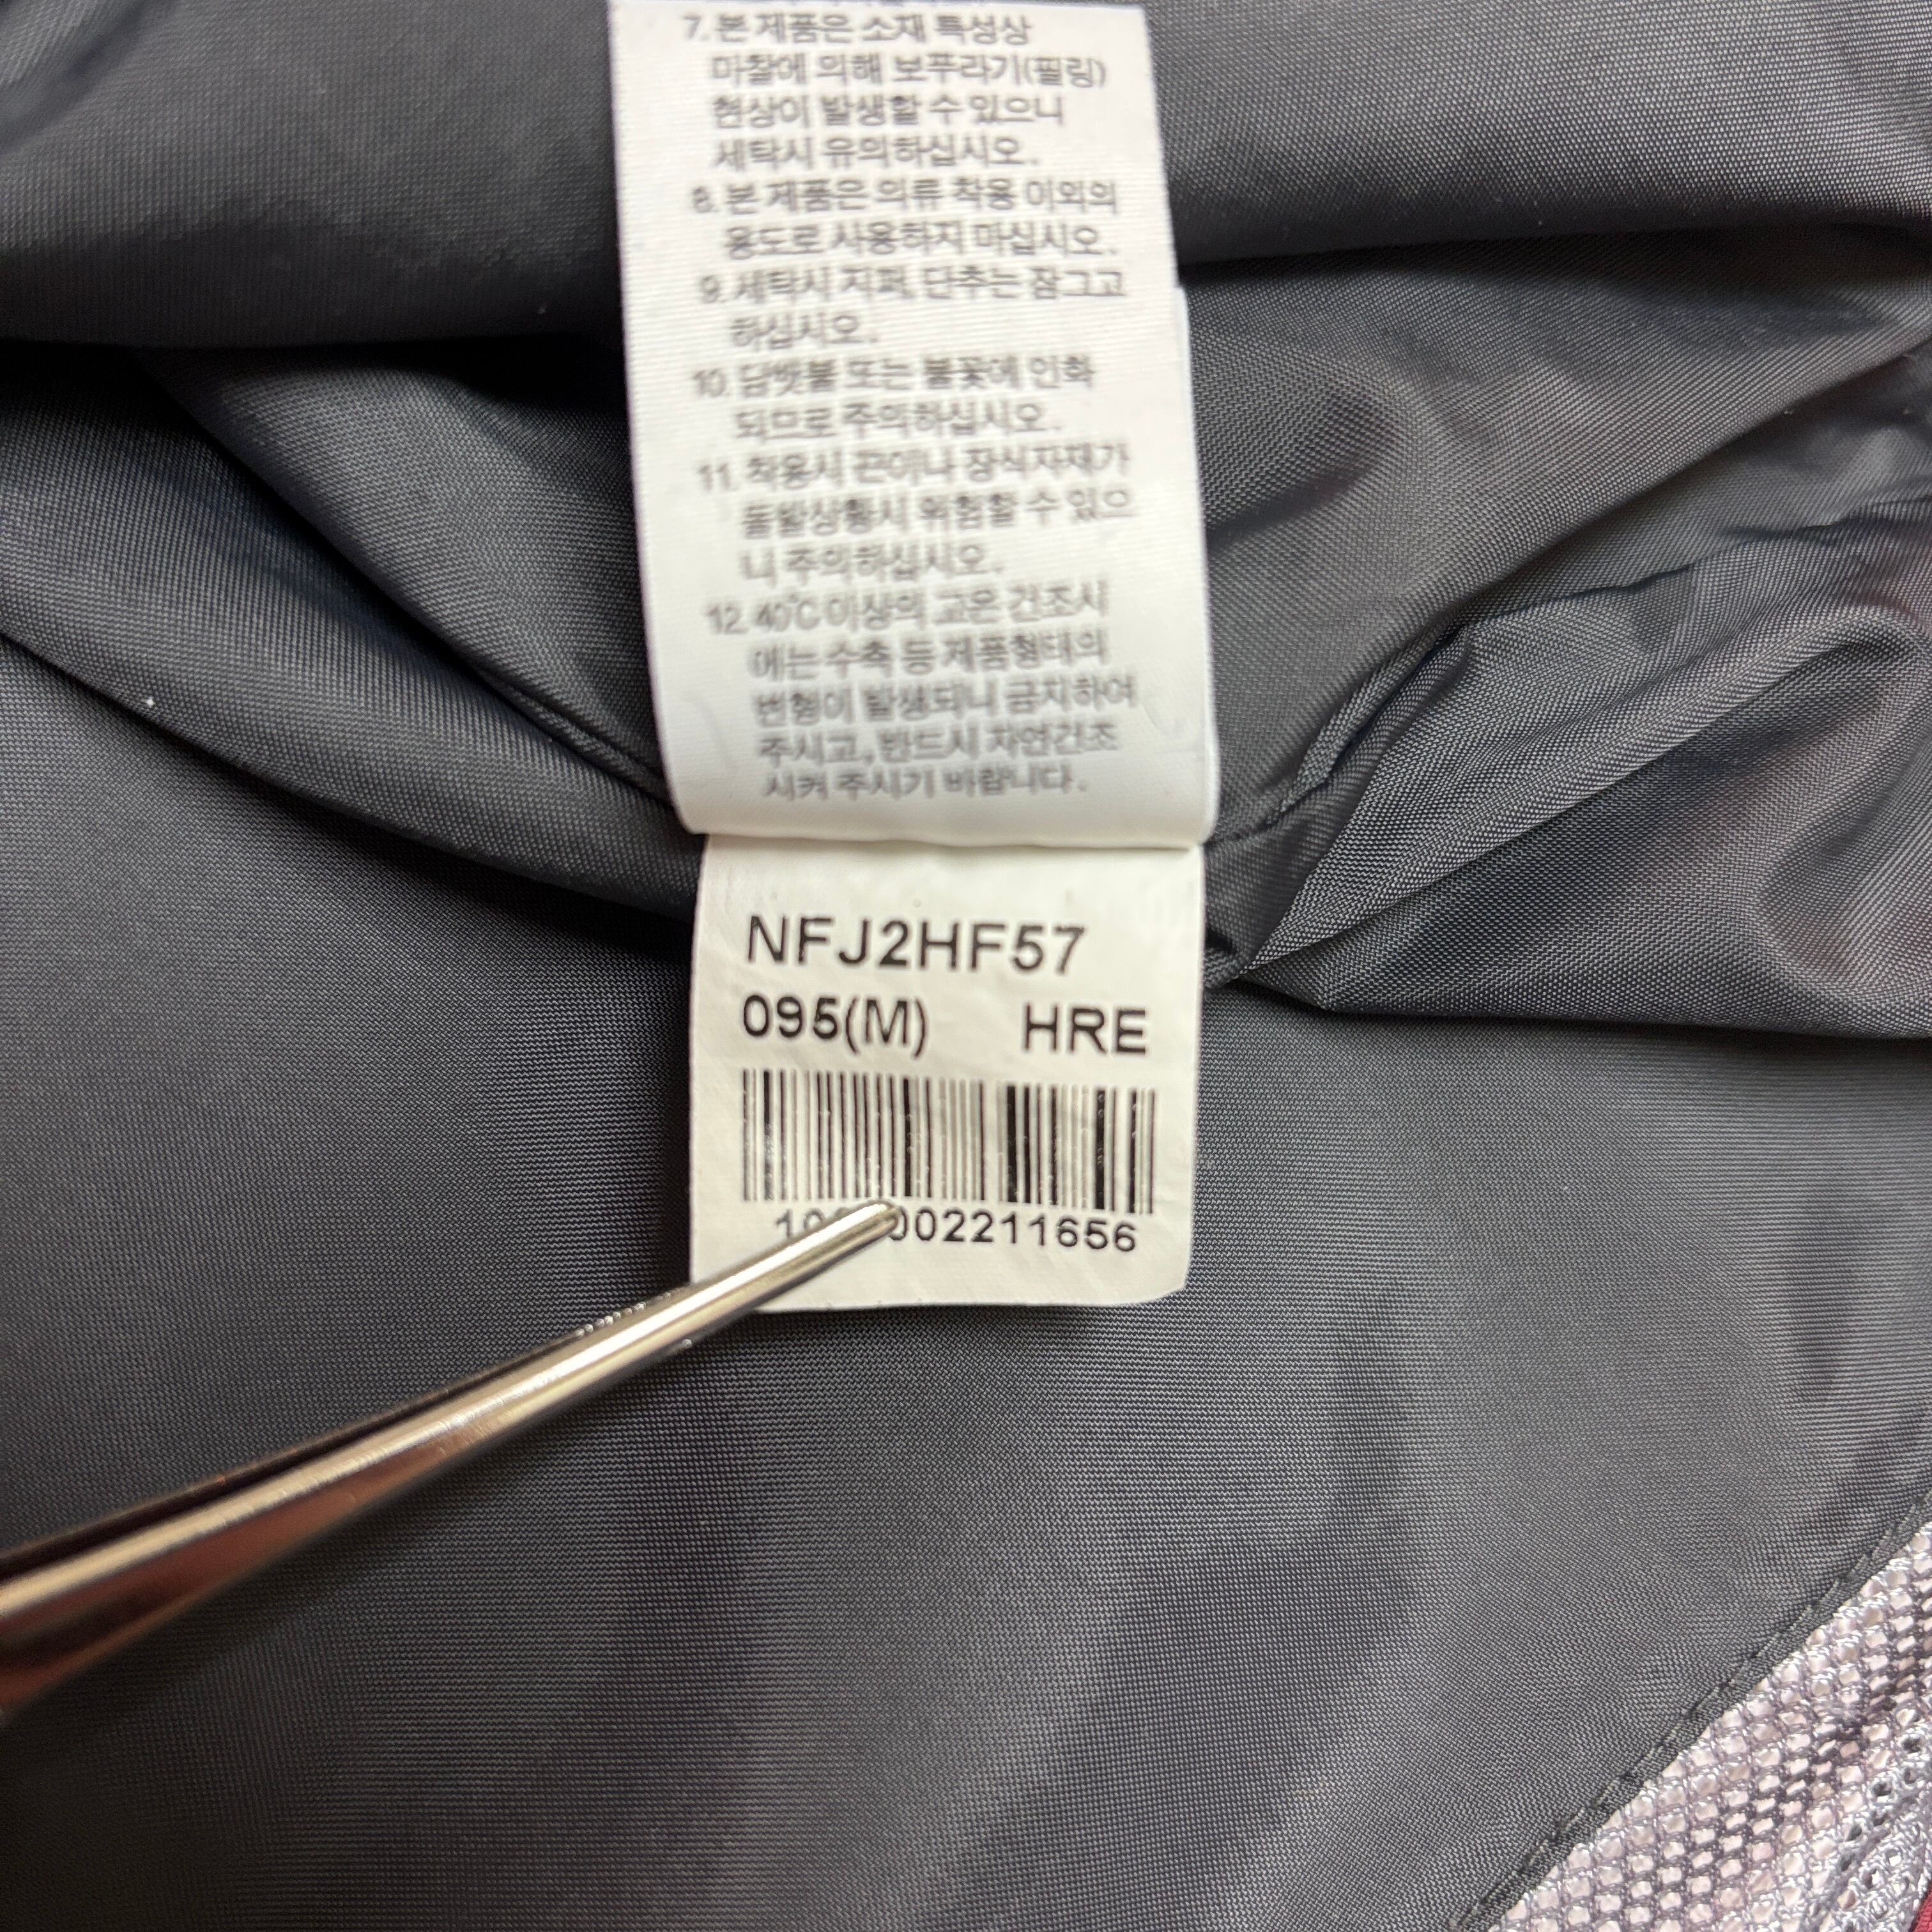 7. 본 제품은 소재 특성상
마찰에 의해 보푸라기(필링)
현상이 발생할 수 있으니
세탁시 유의하십시오.
8. 본 제품은 의류 착용 이외의
용도로 사용하지 마십시오.
9. 세탁시 지퍼, 단추는 잠그고
하십시오.
10. 담뱃불 또는 불꽃에 인화
되므로 주의하십시오.
11. 착용시 끈이나 장식자재가
돌발상황시 위험할 수 있으
니 주의하십시오.
12. 40℃ 이상의 고온 건조시
에는 수축 등 제품형태의
변형이 발생되니 금지하여
주시고, 반드시 자연건조
시켜 주시기 바랍니다.
NFJ2HF57
095(M) HRE
002211656